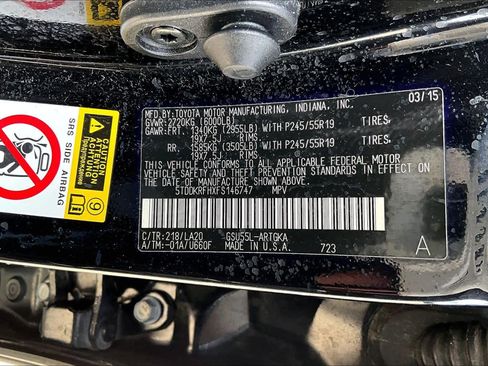 MFD.BY:TOYOTA MOTOR MANUFACTURING, INDIANA, INC. 03/15
GVWR:2720KG (6000LB)
GAWR:FRT. 1340KG (2955LB) WITH P245/55R19 TIRES,
19X7.5J RIMS
RR. 1585KG (3505LB) WITH P245/55R19 TIRES,
19X7.5J RIMS
THIS VEHICLE CONFORMS TO ALL APPLICABLE FEDERAL MOTOR
VEHICLE SAFETY AND THEFT PREVENTION STANDARDS IN EFFECT ON
THE DATE OF MANUFACTURE SHOWN ABOVE.
5TDDKRFHXFS146747 MPV
C/TR:218/LA20 GSU55L-ARTGKA
A/TM:-01A/U660F MADE IN U.S.A. 723 A
SRS SIDE AIRBAG
CAUTION
ACHTUNG
9